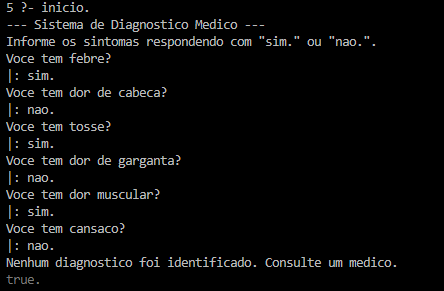 5 ?- inicio.
--- Sistema de Diagnostico Medico ---
Informe os sintomas respondendo com "sim." ou "nao.".
Voce tem febre?
|: sim.
Voce tem dor de cabeca?
|: nao.
Voce tem tosse?
|: sim.
Voce tem dor de garganta?
|: nao.
Voce tem dor muscular?
|: sim.
Voce tem cansaco?
|: nao.
Nenhum diagnostico foi identificado. Consulte um medico.
true.